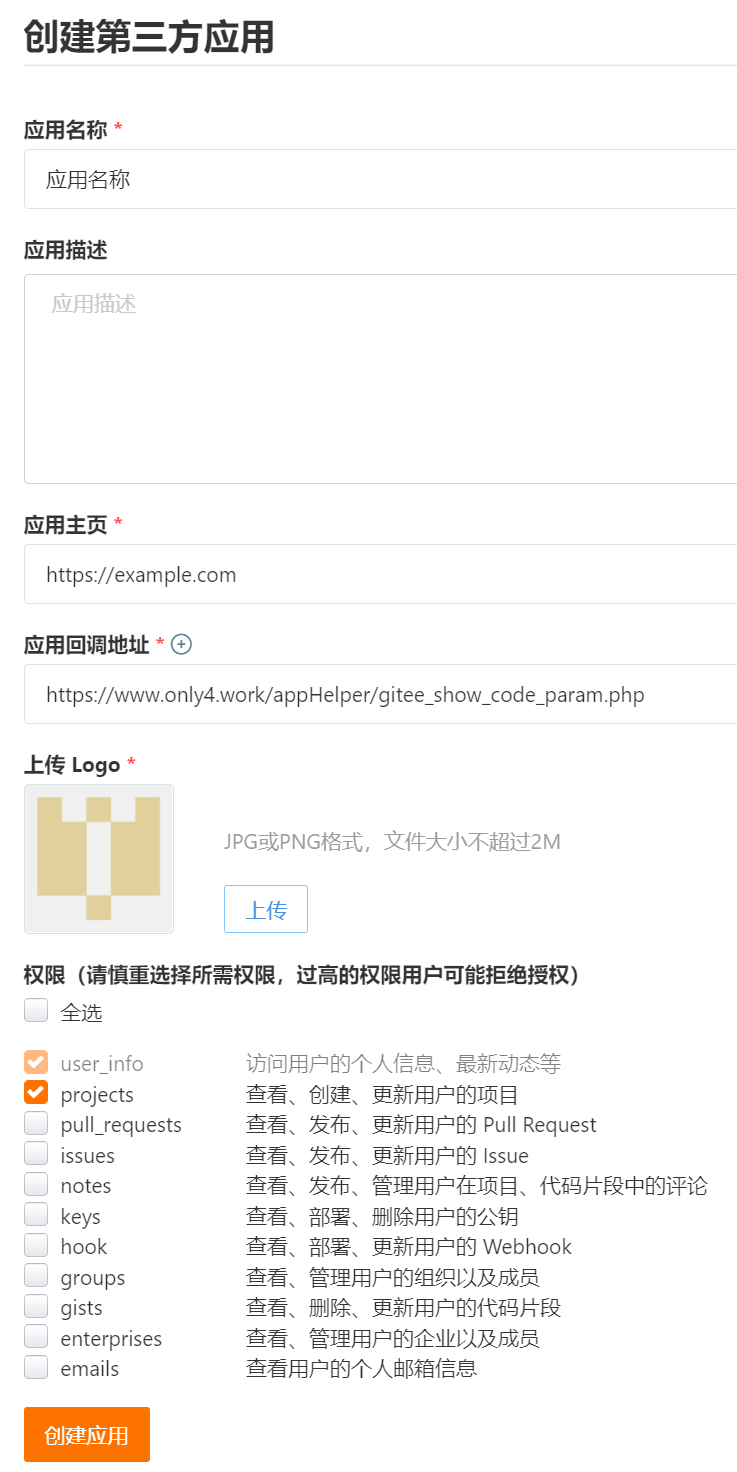 创建第三方应用
应用名称 *
应用名称
应用描述
应用描述
应用主页 *
https://example.com
应用回调地址 *
https://www.only4.work/appHelper/gitee_show_code_param.php
上传 Logo *
JPG或PNG格式，文件大小不超过2M
上传
权限（请慎重选择所需权限，过高的权限用户可能拒绝授权）
全选
user_info 访问用户的个人信息、最新动态等
projects 查看、创建、更新用户的项目
pull_requests 查看、发布、更新用户的 Pull Request
issues 查看、发布、更新用户的 Issue
notes 查看、发布、管理用户在项目、代码片段中的评论
keys 查看、部署、删除用户的公钥
hook 查看、部署、更新用户的 Webhook
groups 查看、管理用户的组织以及成员
gists 查看、删除、更新用户的代码片段
enterprises 查看、管理用户的企业以及成员
emails 查看用户的个人邮箱信息
创建应用